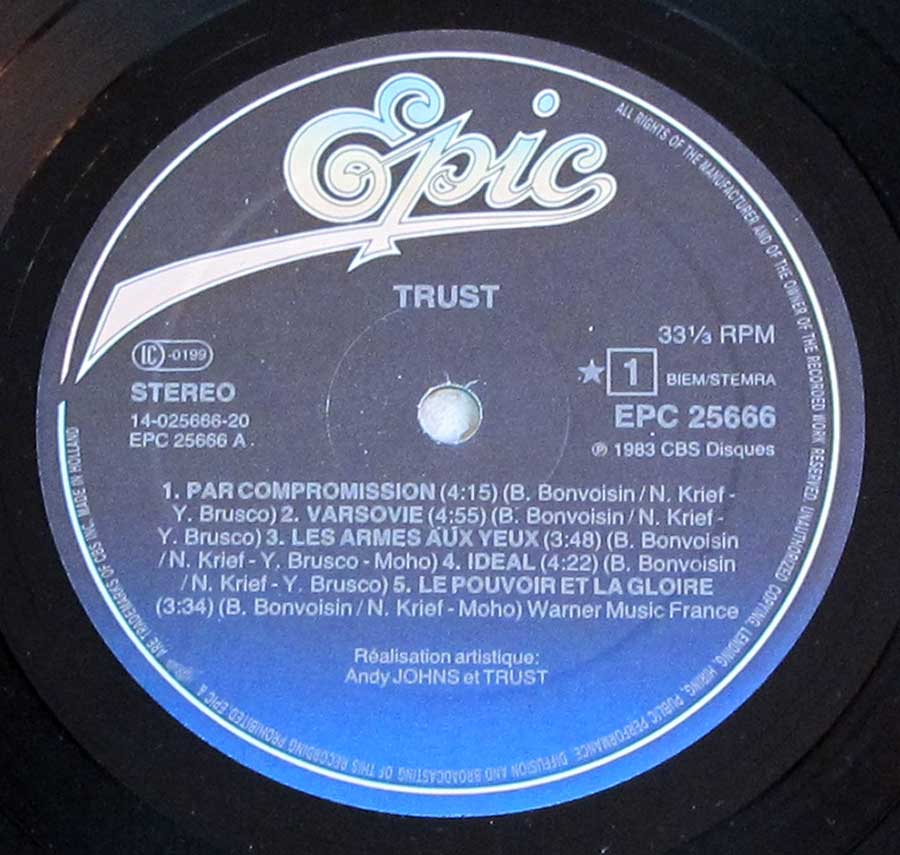 Epic
TRUST
33⅓ RPM
IC -0199
STEREO
★ 1 BIEM/STEMRA
14-025666-20
EPC 25666
EPC 25666 A
℗ 1983 CBS Disques
1. PAR COMPROMISSION (4:15) (B. Bonvoisin / N. Krief -
Y. Brusco) 2. VARSOVIE (4:55) (B. Bonvoisin / N. Krief -
Y. Brusco) 3. LES ARMES AUX YEUX (3:48) (B. Bonvoisin
/ N. Krief - Y. Brusco - Moho) 4. IDEAL (4:22) (B. Bonvoisin
/ N. Krief - Y. Brusco) 5. LE POUVOIR ET LA GLOIRE
(3:34) (B. Bonvoisin / N. Krief - Moho) Warner Music France
Réalisation artistique:
Andy JOHNS et TRUST
ALL RIGHTS OF THE MANUFACTURER AND OF THE OWNER OF THE RECORDED WORK RESERVED UNAUTHORIZED COPYING, LENDING, HIRING, PUBLIC PERFORMANCE, DIFFUSION AND BROADCASTING OF THIS RECORDING PROHIBITED EPIC & ARE TRADEMARKS OF CBS INC. MADE IN HOLLAND